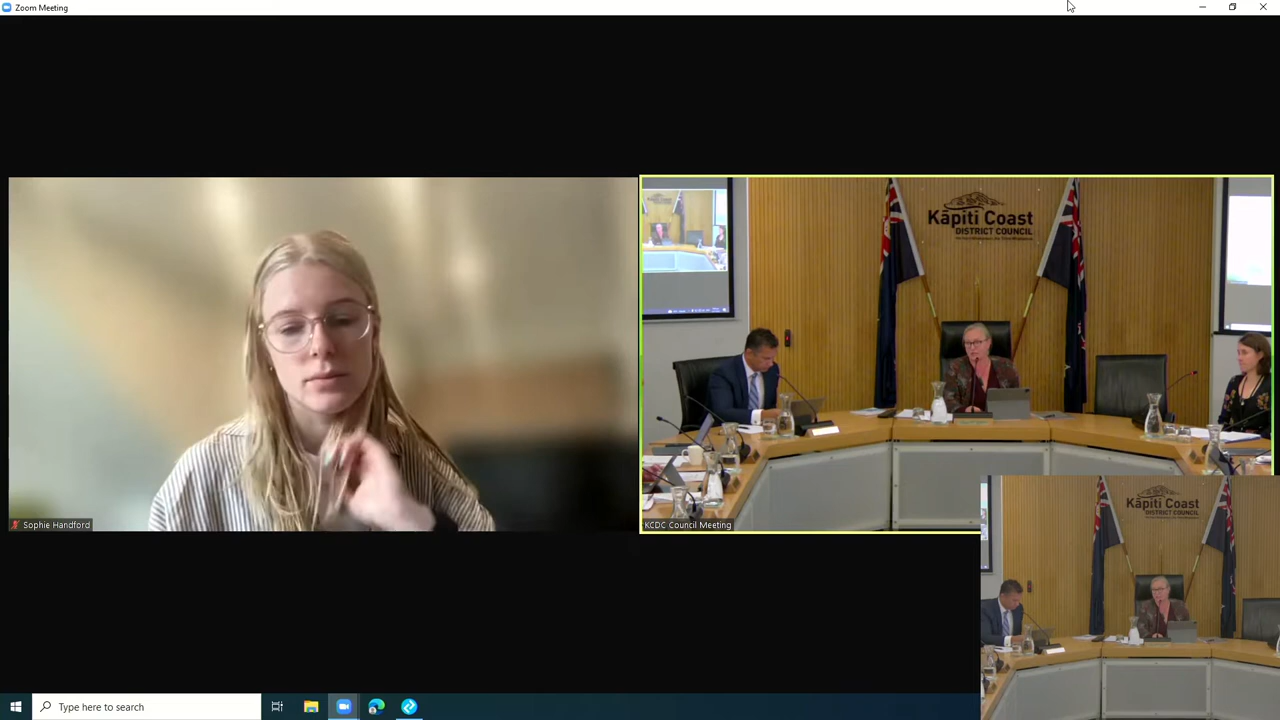 Zoom Meeting
Kāpiti Coast
DISTRICT COUNCIL
Sophie Handford
KCDC Council Meeting
Kāpiti Coast
DISTRICT COUNCIL
Type here to search